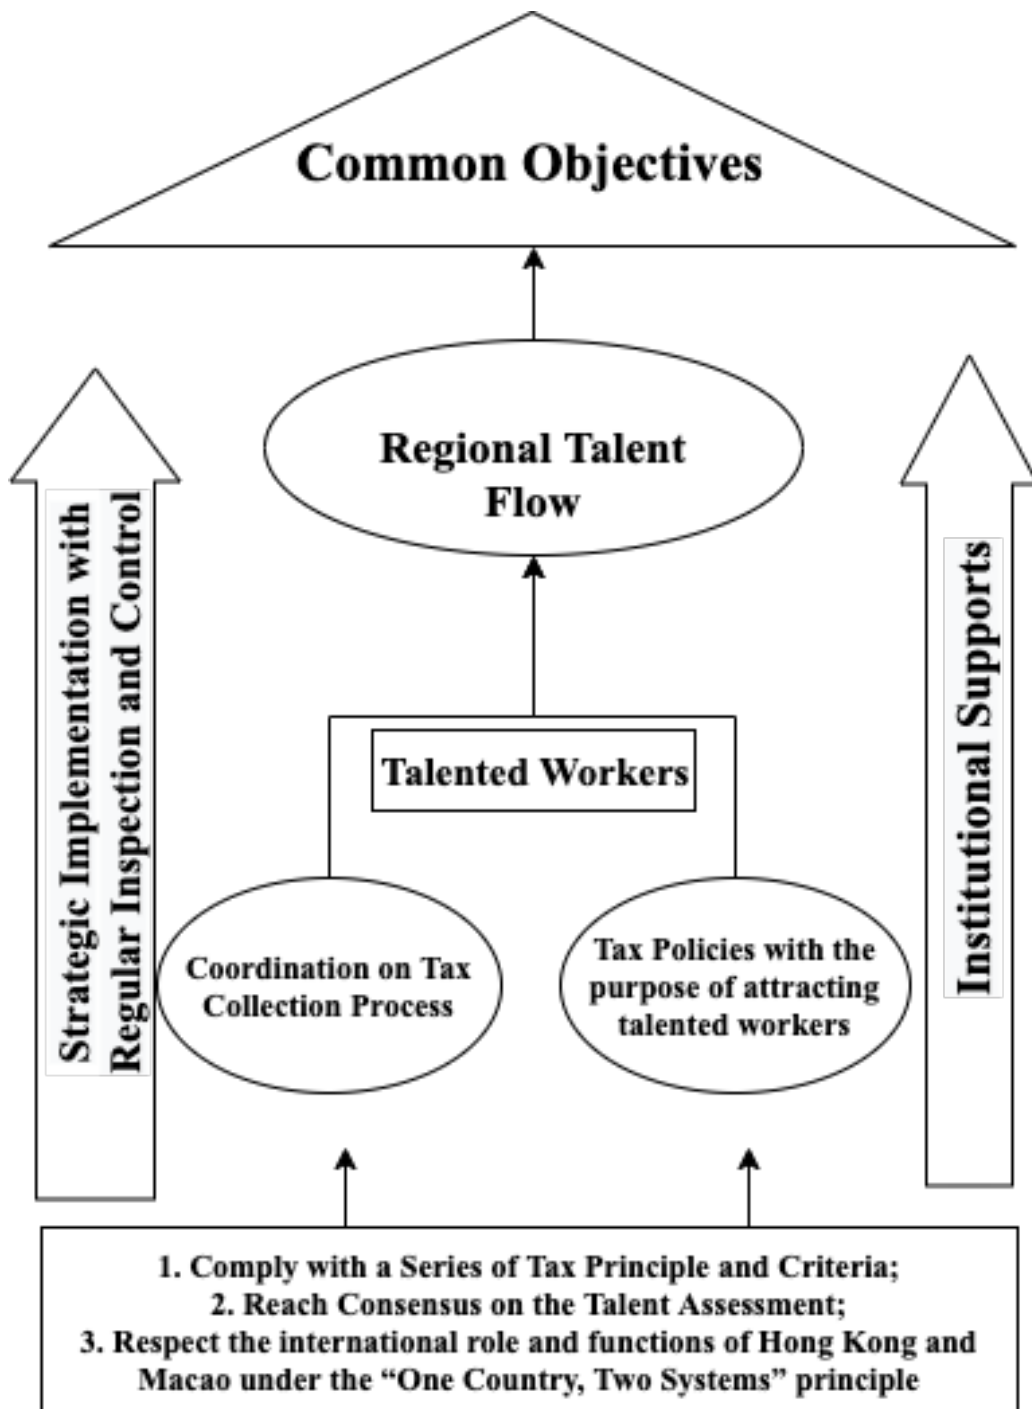 Common Objectives
Regional Talent
Flow
Strategic Implementation with
Regular Inspection and Control
Institutional Supports
Talented Workers
Coordination on Tax
Collection Process
Tax Policies with the
purpose of attracting
talented workers
1. Comply with a Series of Tax Principle and Criteria;
2. Reach Consensus on the Talent Assessment;
3. Respect the international role and functions of Hong Kong and
Macao under the “One Country, Two Systems” principle